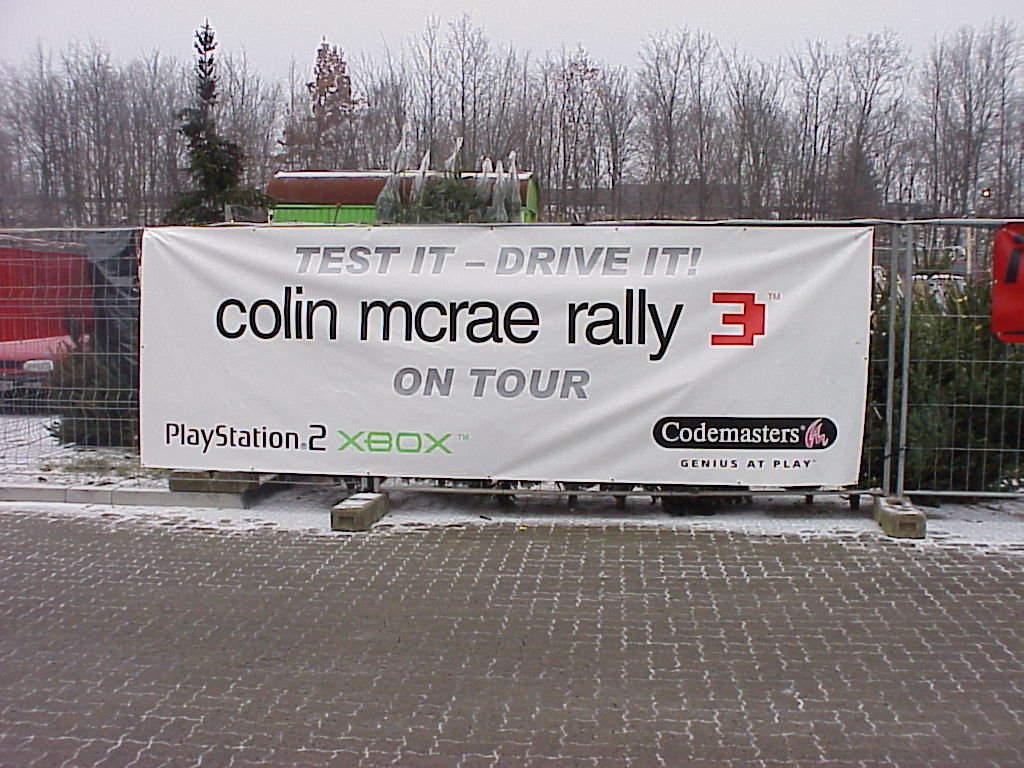 TEST IT – DRIVE IT!
colin mcrae rally 3™
ON TOUR
PlayStation.2 XBOX™
Codemasters®
GENIUS AT PLAY™